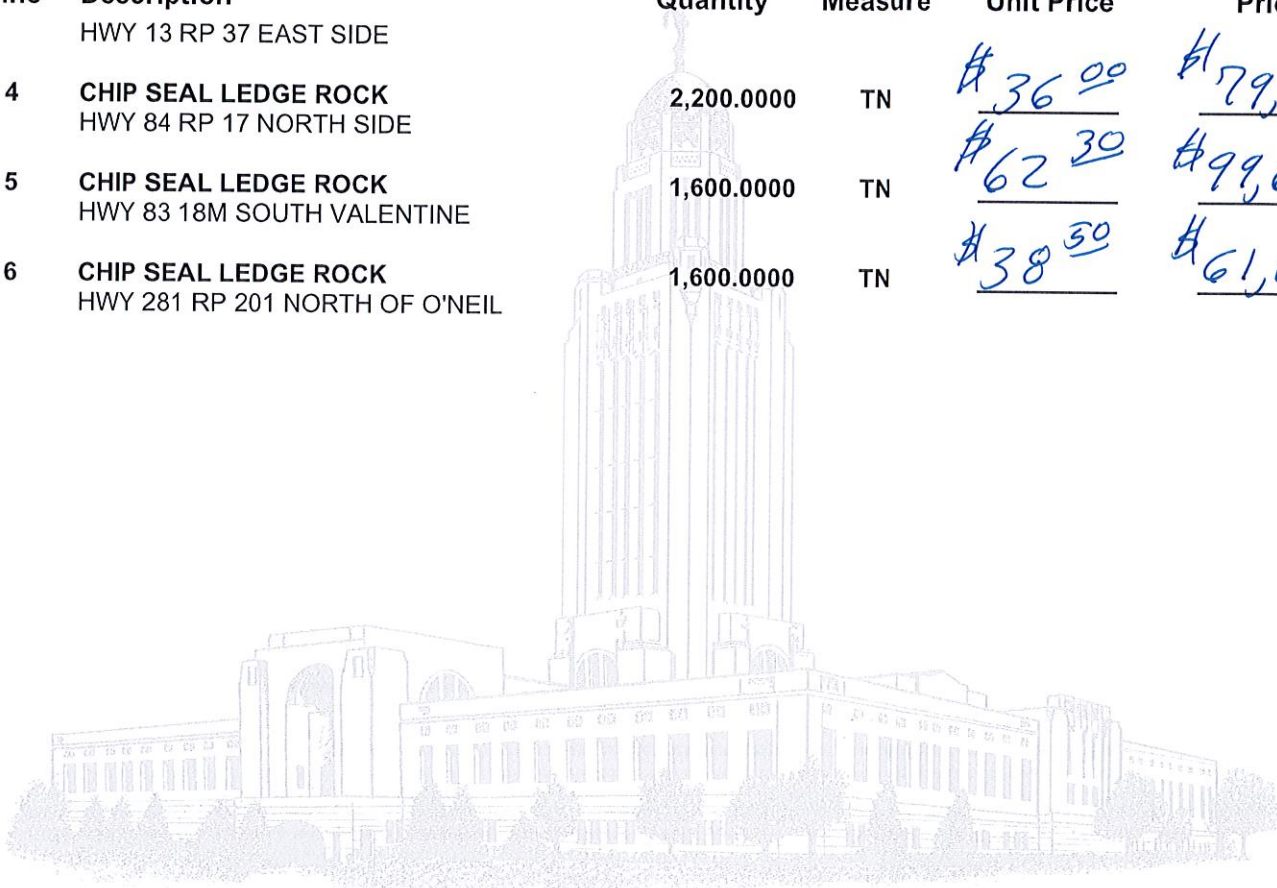 Description Quantity Measure Unit Price
HWY 13 RP 37 EAST SIDE
4 CHIP SEAL LEDGE ROCK 2,200.0000 TN $36 00 $79,
HWY 84 RP 17 NORTH SIDE
5 CHIP SEAL LEDGE ROCK 1,600.0000 TN $62 30 $99,
HWY 83 18M SOUTH VALENTINE
6 CHIP SEAL LEDGE ROCK 1,600.0000 TN $38 50 $61,
HWY 281 RP 201 NORTH OF O'NEIL